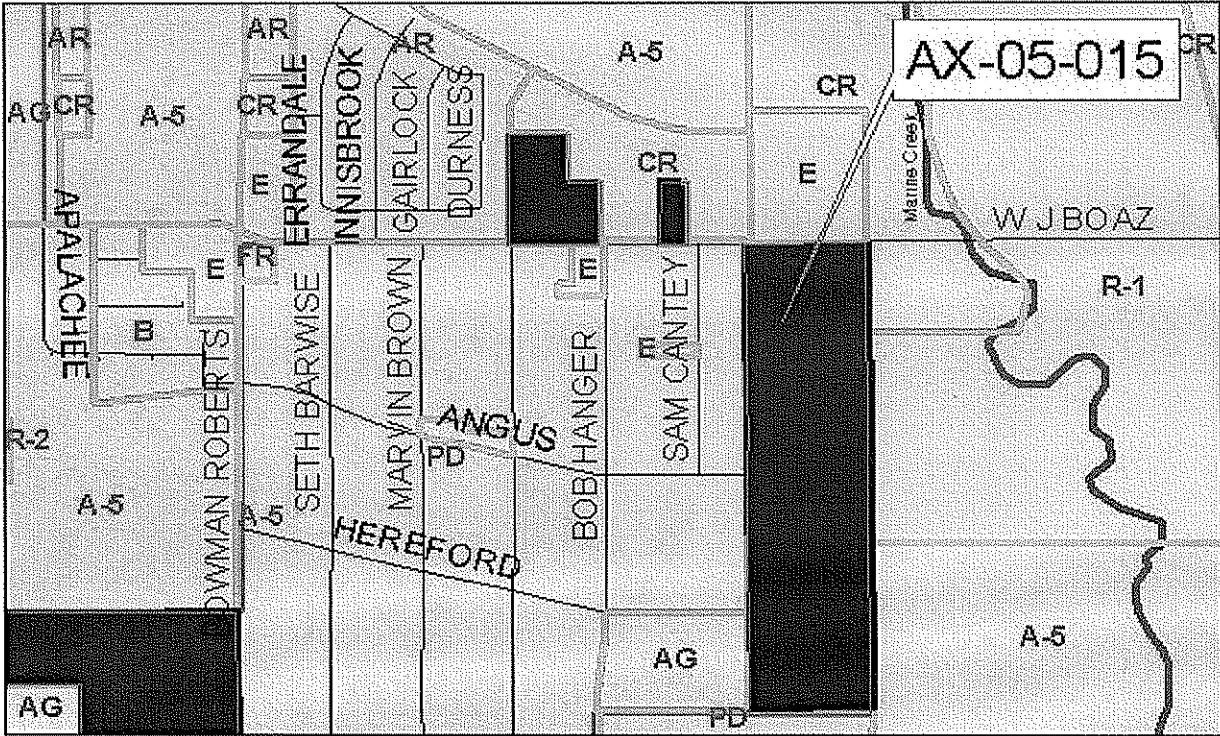 AR
AR
AR
A-5
AX-05-015
CR
CR
AG
CR
A-5
CR
ERRANDALE
INNISBROOK
GAIRLOCK
DURNESS
CR
E
E
Marine Creek
W J BOAZ
APALACHEE
E
FR
E
R-1
B
SETH BARWISE
MARVIN BROWN
BOB HANGER
SAM CANTEY
E
ANGUS
R-2
PD
A-5
A-5
HEREFORD
ROBERTS
A-5
AG
AG
PD